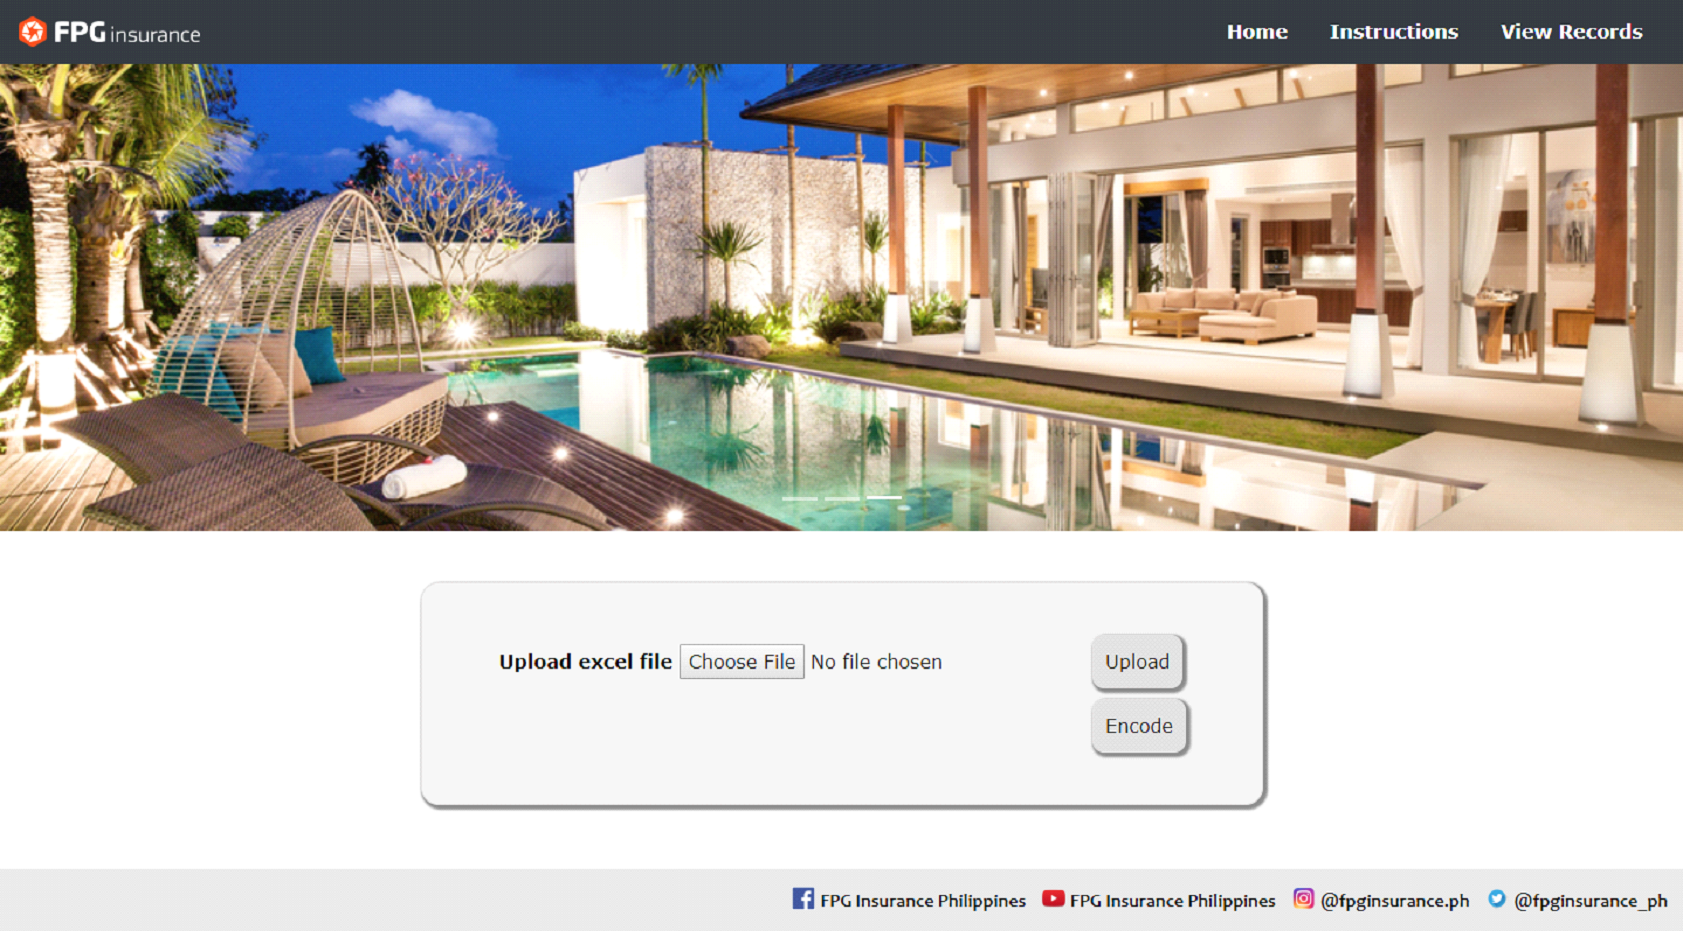 FPG insurance
Home Instructions View Records
Upload excel file Choose File No file chosen Upload
Encode
FPG Insurance Philippines FPG Insurance Philippines @fpginsurance.ph @fpginsurance_ph